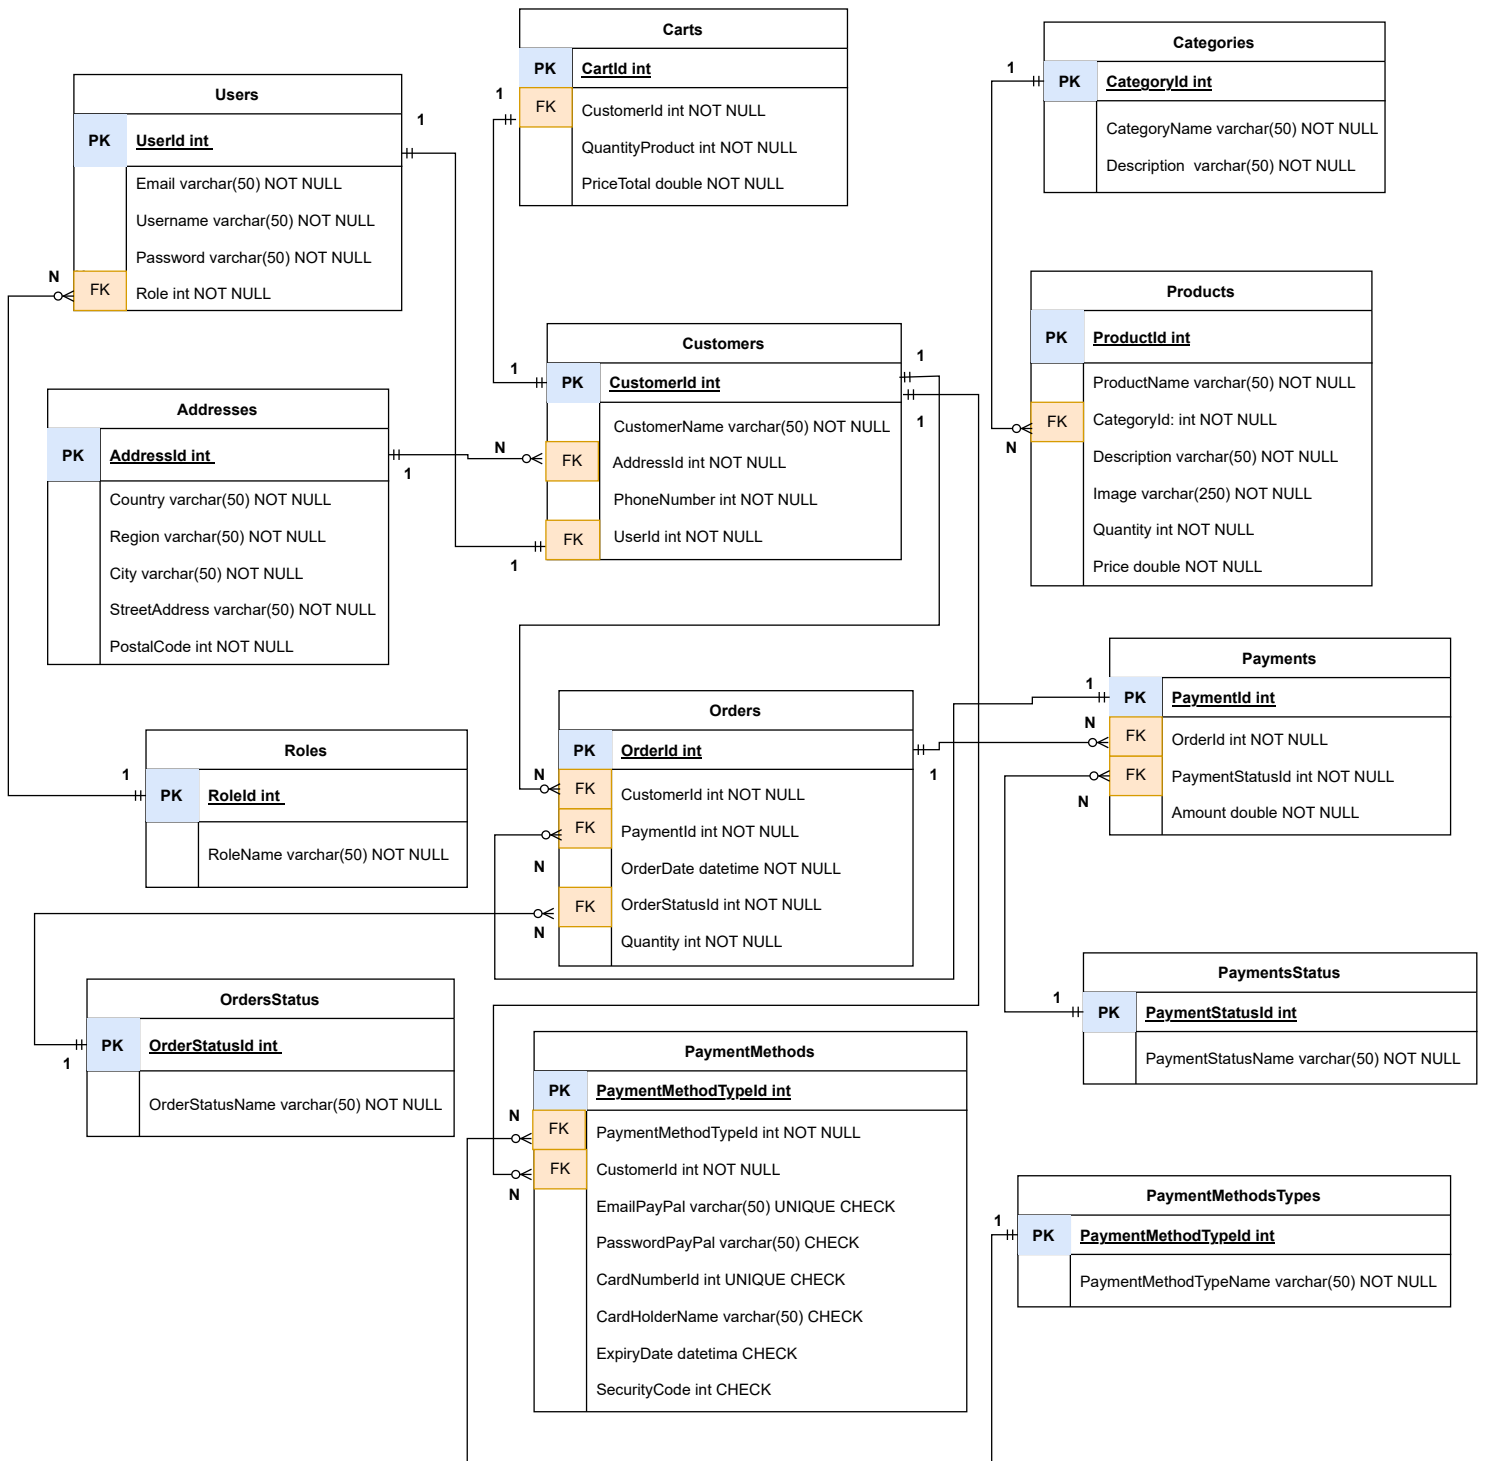 Carts
PK
CartId int
FK
CustomerId int NOT NULL
QuantityProduct int NOT NULL
PriceTotal double NOT NULL
1
Categories
PK
CategoryId int
CategoryName varchar(50) NOT NULL
Description  varchar(50) NOT NULL
1
Users
PK
UserId int
Email varchar(50) NOT NULL
Username varchar(50) NOT NULL
Password varchar(50) NOT NULL
FK
Role int NOT NULL
1
N
Products
PK
ProductId int
ProductName varchar(50) NOT NULL
FK
CategoryId: int NOT NULL
Description varchar(50) NOT NULL
Image varchar(250) NOT NULL
Quantity int NOT NULL
Price double NOT NULL
N
Customers
PK
CustomerId int
CustomerName varchar(50) NOT NULL
FK
AddressId int NOT NULL
PhoneNumber int NOT NULL
FK
UserId int NOT NULL
1
1
1
N
1
Addresses
PK
AddressId int
Country varchar(50) NOT NULL
Region varchar(50) NOT NULL
City varchar(50) NOT NULL
StreetAddress varchar(50) NOT NULL
PostalCode int NOT NULL
1
Payments
PK
PaymentId int
FK
OrderId int NOT NULL
FK
PaymentStatusId int NOT NULL
Amount double NOT NULL
1
N
N
Orders
PK
OrderId int
FK
CustomerId int NOT NULL
FK
PaymentId int NOT NULL
OrderDate datetime NOT NULL
FK
OrderStatusId int NOT NULL
Quantity int NOT NULL
1
N
N
N
Roles
PK
RoleId int
RoleName varchar(50) NOT NULL
1
PaymentsStatus
PK
PaymentStatusId int
PaymentStatusName varchar(50) NOT NULL
1
OrdersStatus
PK
OrderStatusId int
OrderStatusName varchar(50) NOT NULL
1
PaymentMethods
PK
PaymentMethodTypeId int
FK
PaymentMethodTypeId int NOT NULL
FK
CustomerId int NOT NULL
EmailPayPal varchar(50) UNIQUE CHECK
PasswordPayPal varchar(50) CHECK
CardNumberId int UNIQUE CHECK
CardHolderName varchar(50) CHECK
ExpiryDate datetima CHECK
SecurityCode int CHECK
N
N
PaymentMethodsTypes
PK
PaymentMethodTypeId int
PaymentMethodTypeName varchar(50) NOT NULL
1